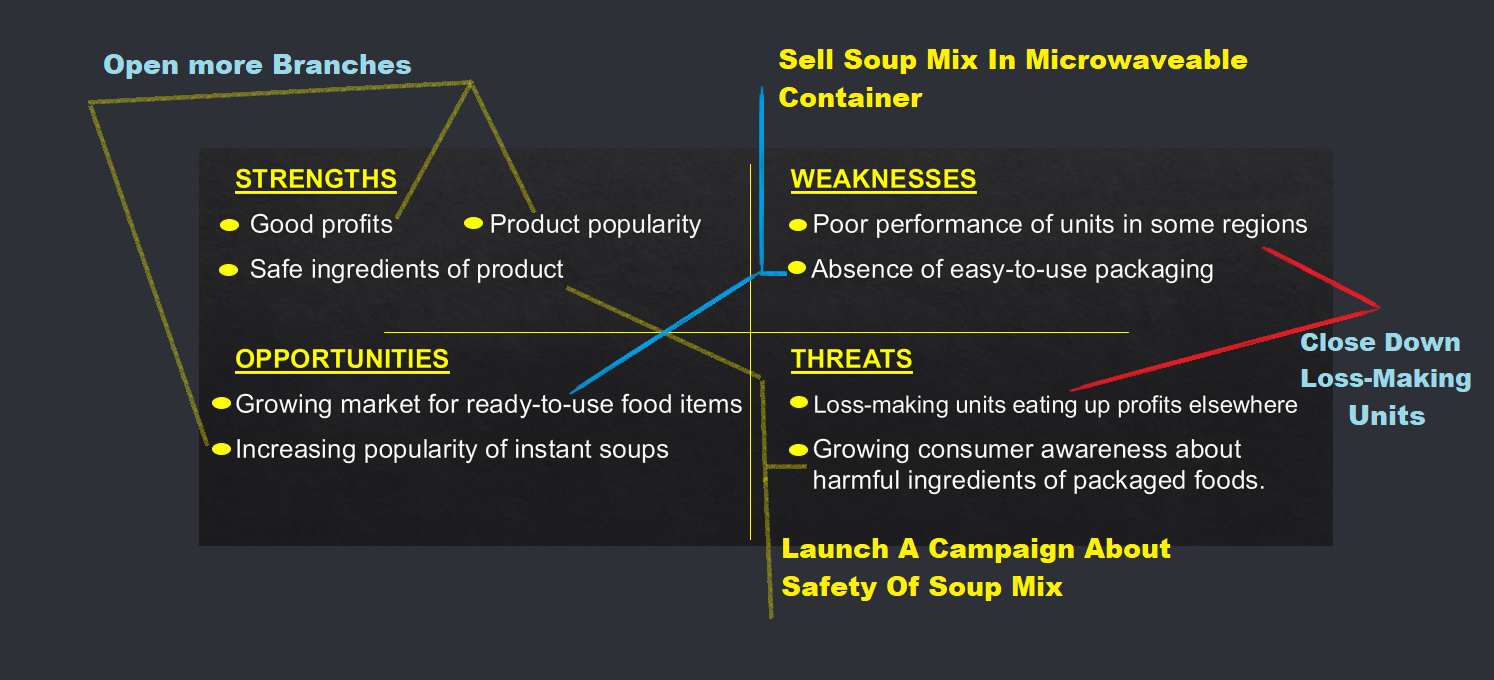 Open more Branches
Sell Soup Mix In Microwaveable
Container
STRENGTHS
Good profits
Product popularity
Safe ingredients of product
WEAKNESSES
Poor performance of units in some regions
Absence of easy-to-use packaging
OPPORTUNITIES
Growing market for ready-to-use food items
Increasing popularity of instant soups
THREATS
Loss-making units eating up profits elsewhere
Growing consumer awareness about
harmful ingredients of packaged foods.
Close Down
Loss-Making
Units
Launch A Campaign About
Safety Of Soup Mix